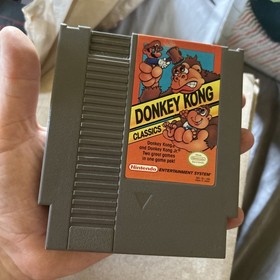 DONKEY KONG
CLASSICS
Donkey Kong®
and Donkey Kong Jr.®
Two great games
in one game pak!
Nintendo
ENTERTAINMENT SYSTEM